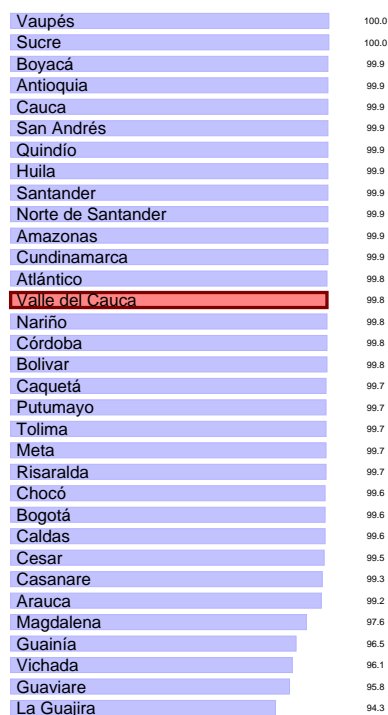 Vaupés 100.0
Sucre 100.0
Boyacá 99.9
Antioquia 99.9
Cauca 99.9
San Andrés 99.9
Quindío 99.9
Huila 99.9
Santander 99.9
Norte de Santander 99.9
Amazonas 99.9
Cundinamarca 99.9
Atlántico 99.8
Valle del Cauca 99.8
Nariño 99.8
Córdoba 99.8
Bolivar 99.8
Caquetá 99.7
Putumayo 99.7
Tolima 99.7
Meta 99.7
Risaralda 99.7
Chocó 99.6
Bogotá 99.6
Caldas 99.6
Cesar 99.5
Casanare 99.3
Arauca 99.2
Magdalena 97.6
Guainía 96.5
Vichada 96.1
Guaviare 95.8
La Guajira 94.3